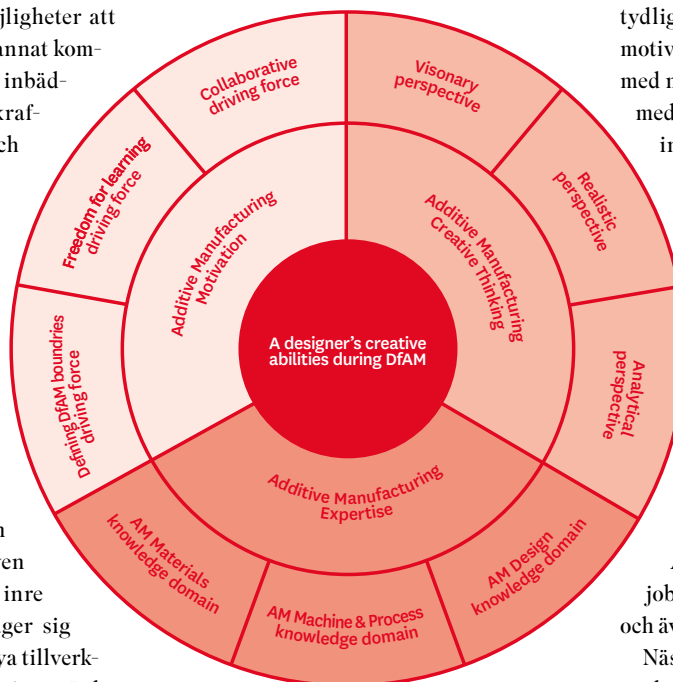 jligheter att
annat kom-
inbäd-
kraf-
ch
n
ven
inre
ger sig
ya tillverk-
Collaborative
driving force
Visonary
perspective
Freedom for learning
driving force
Realistic
perspective
Additive Manufacturing
Motivation
Additive Manufacturing
Creative Thinking
A designer's creative
abilities during DfAM
Defining DfAM boundries
driving force
Analytical
perspective
Additive Manufacturing
Expertise
AM Materials
knowledge domain
AM Machine & Process
knowledge domain
AM Design
knowledge domain
tydlig
motiv
med n
med
in
job
och äv
Näs